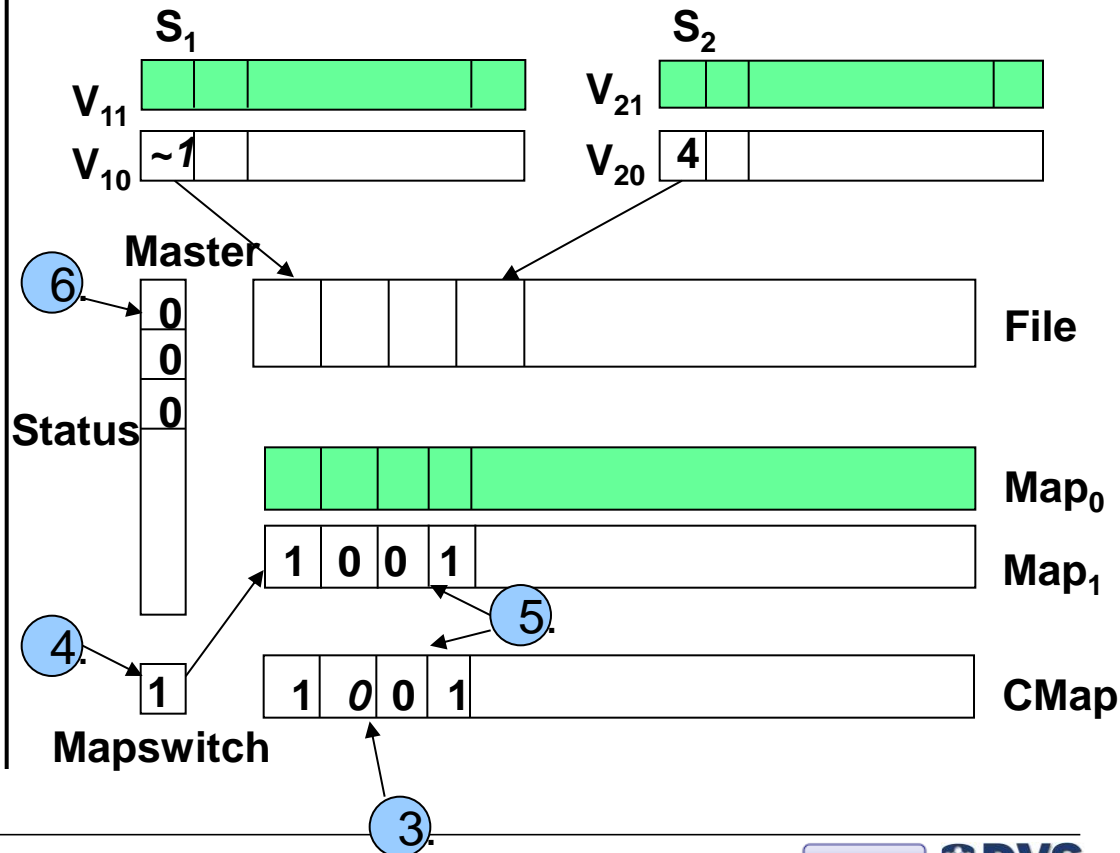 S₁ S₂
V₁₁ V₂₁
V₁₀ ~1 V₂₀ 4
Master
6. 0 File
0
Status 0
Map₀
1 0 0 1 Map₁
5.
4. 1 1 0 0 1 CMap
Mapswitch
3.